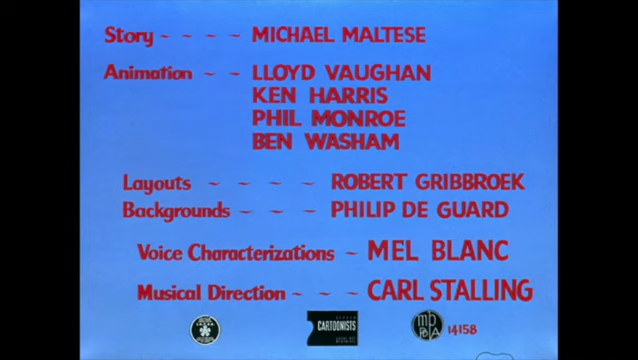 Story ~ ~ ~ ~ MICHAEL MALTESE
Animation ~ ~ LLOYD VAUGHAN
KEN HARRIS
PHIL MONROE
BEN WASHAM
Layouts ~ ~ ~ ~ ROBERT GRIBBROEK
Backgrounds ~ ~ ~ PHILIP DE GUARD
Voice Characterizations ~ MEL BLANC
Musical Direction ~ ~ ~ CARL STALLING
CARTOONISTS
14158